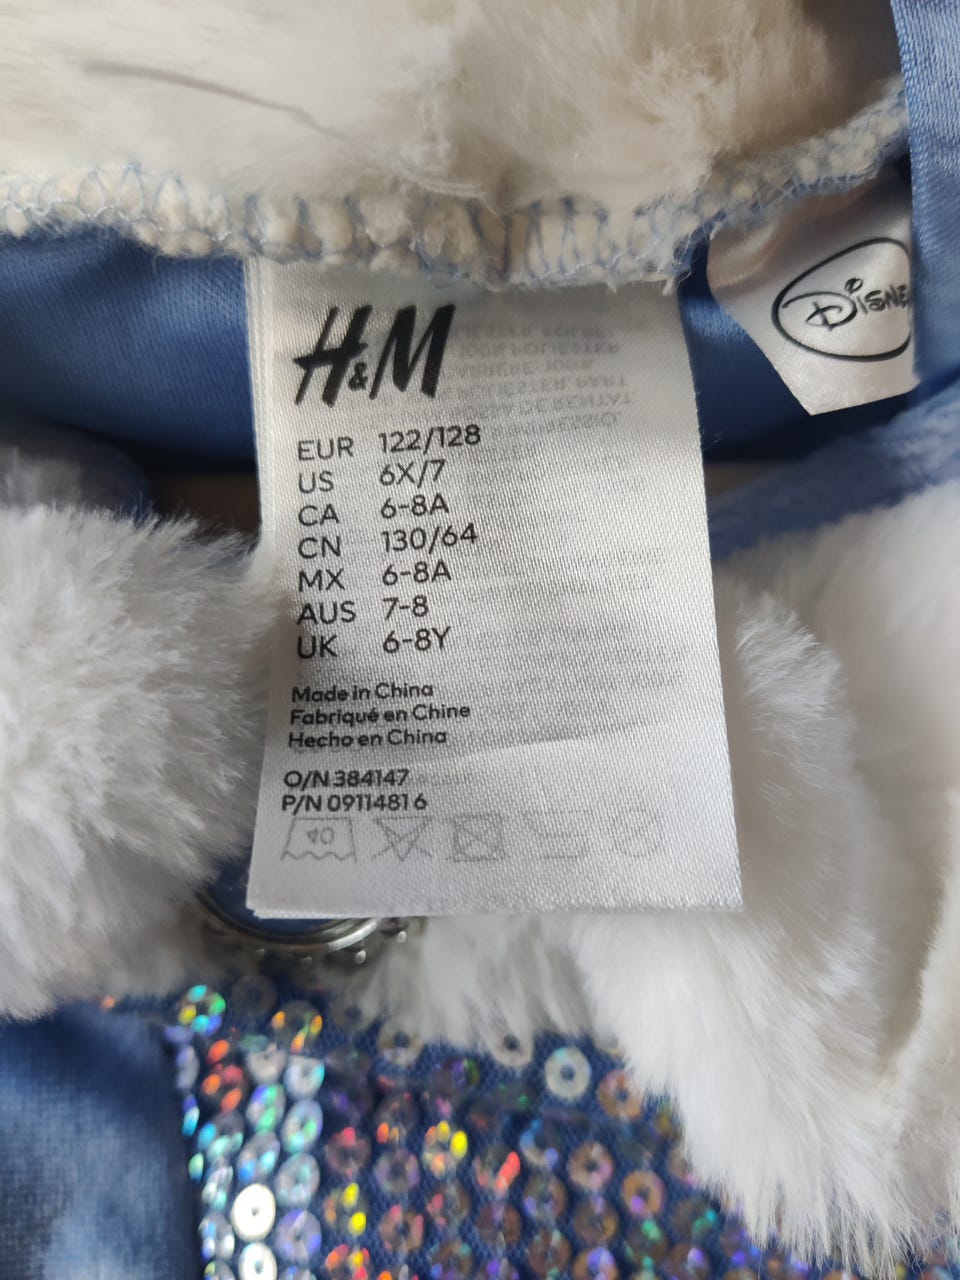 H&M
EUR 122/128
US 6X/7
CA 6-8A
CN 130/64
MX 6-8A
AUS 7-8
UK 6-8Y
Made in China
Fabriqué en Chine
Hecho en China
O/N 384147
P/N 09114816
40
DISNE